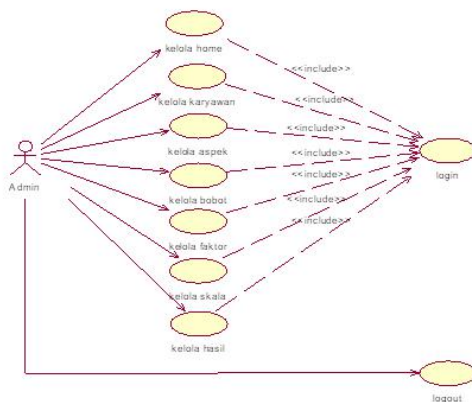 kelola home
<<include>>
kelola karyawan
<<include>>
<<include>>
kelola aspek
<<include>>
Admin
login
kelola bobot
<<include>>
<<include>>
kelola faktor
<<include>>
kelola skala
kelola hasil
logout